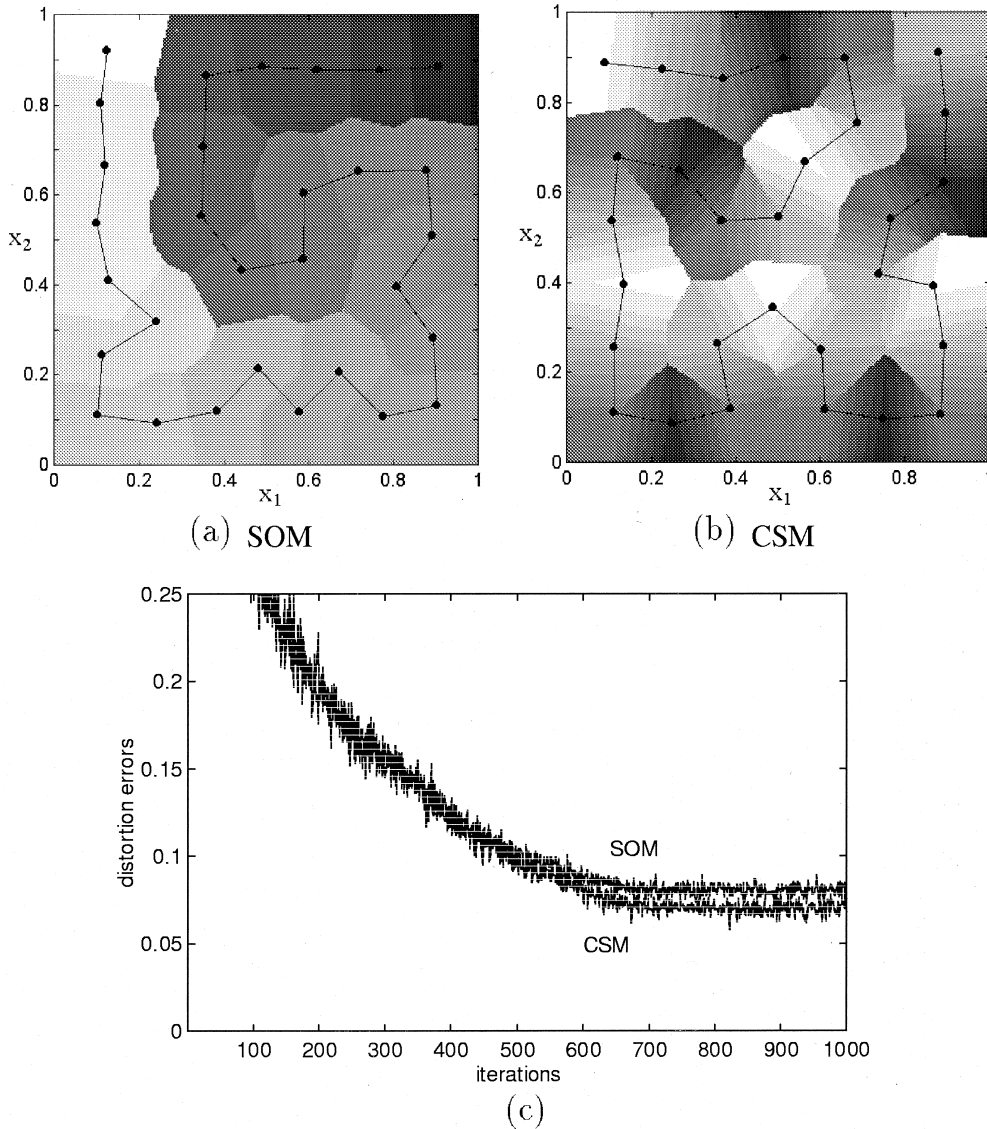 1
0.8
0.6
x2
0.4
0.2
0
0 0.2 0.4 0.6 0.8 1
x1
(a) SOM
1
0.8
0.6
x2
0.4
0.2
0
0 0.2 0.4 0.6 0.8
x1
(b) CSM
0.25
0.2
0.15
0.1
0.05
0
distortion errors
SOM
CSM
100 200 300 400 500 600 700 800 900 1000
iterations
(c)